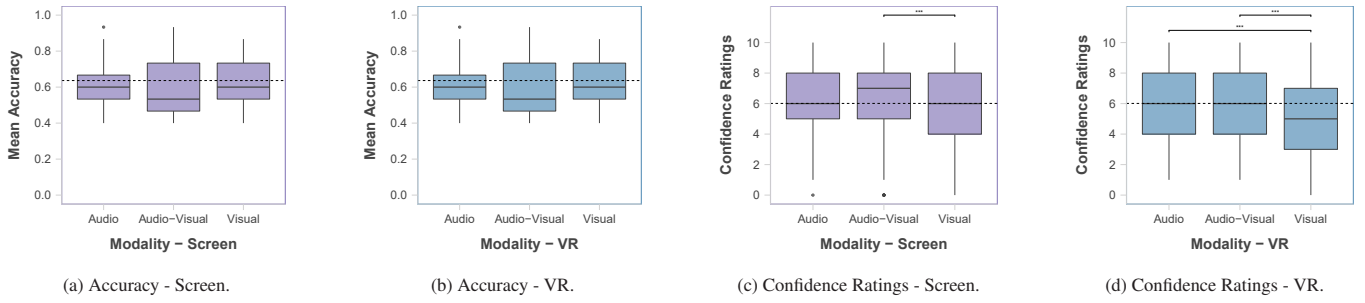 1.0
0.8
0.6
0.4
0.2
0.0
Mean Accuracy
Audio Audio−Visual Visual
Modality − Screen
(a) Accuracy - Screen.
1.0
0.8
0.6
0.4
0.2
0.0
Mean Accuracy
Audio Audio−Visual Visual
Modality − VR
(b) Accuracy - VR.
***
10
8
6
4
2
0
Confidence Ratings
Audio Audio−Visual Visual
Modality − Screen
(c) Confidence Ratings - Screen.
***
***
10
8
6
4
2
0
Confidence Ratings
Audio Audio−Visual Visual
Modality − VR
(d) Confidence Ratings - VR.